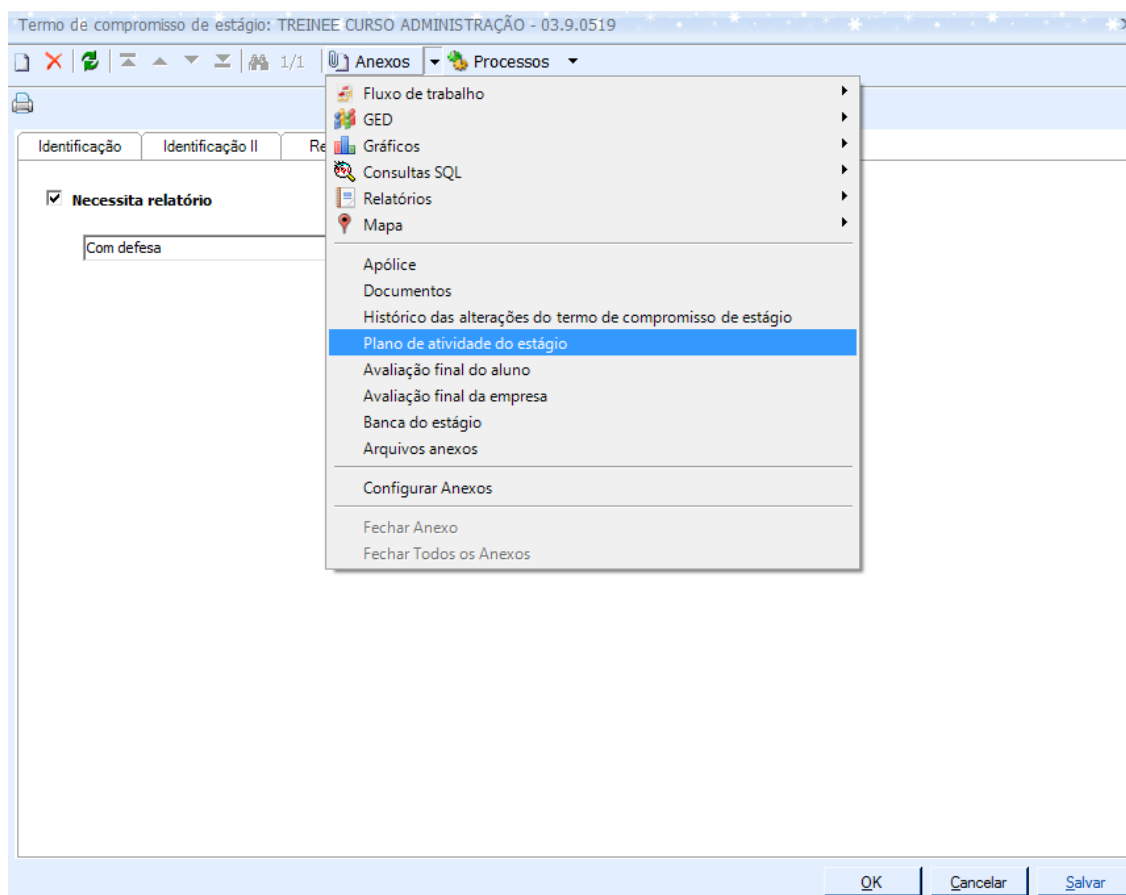 Termo de compromisso de estágio: TREINEE CURSO ADMINISTRAÇÃO - 03.9.0519
1/1 Anexos Processos
Identificação Identificação II Re
Necessita relatório
Com defesa
Fluxo de trabalho
GED
Gráficos
Consultas SQL
Relatórios
Mapa
Apólice
Documentos
Histórico das alterações do termo de compromisso de estágio
Plano de atividade do estágio
Avaliação final do aluno
Avaliação final da empresa
Banca do estágio
Arquivos anexos
Configurar Anexos
Fechar Anexo
Fechar Todos os Anexos
OK Cancelar Salvar